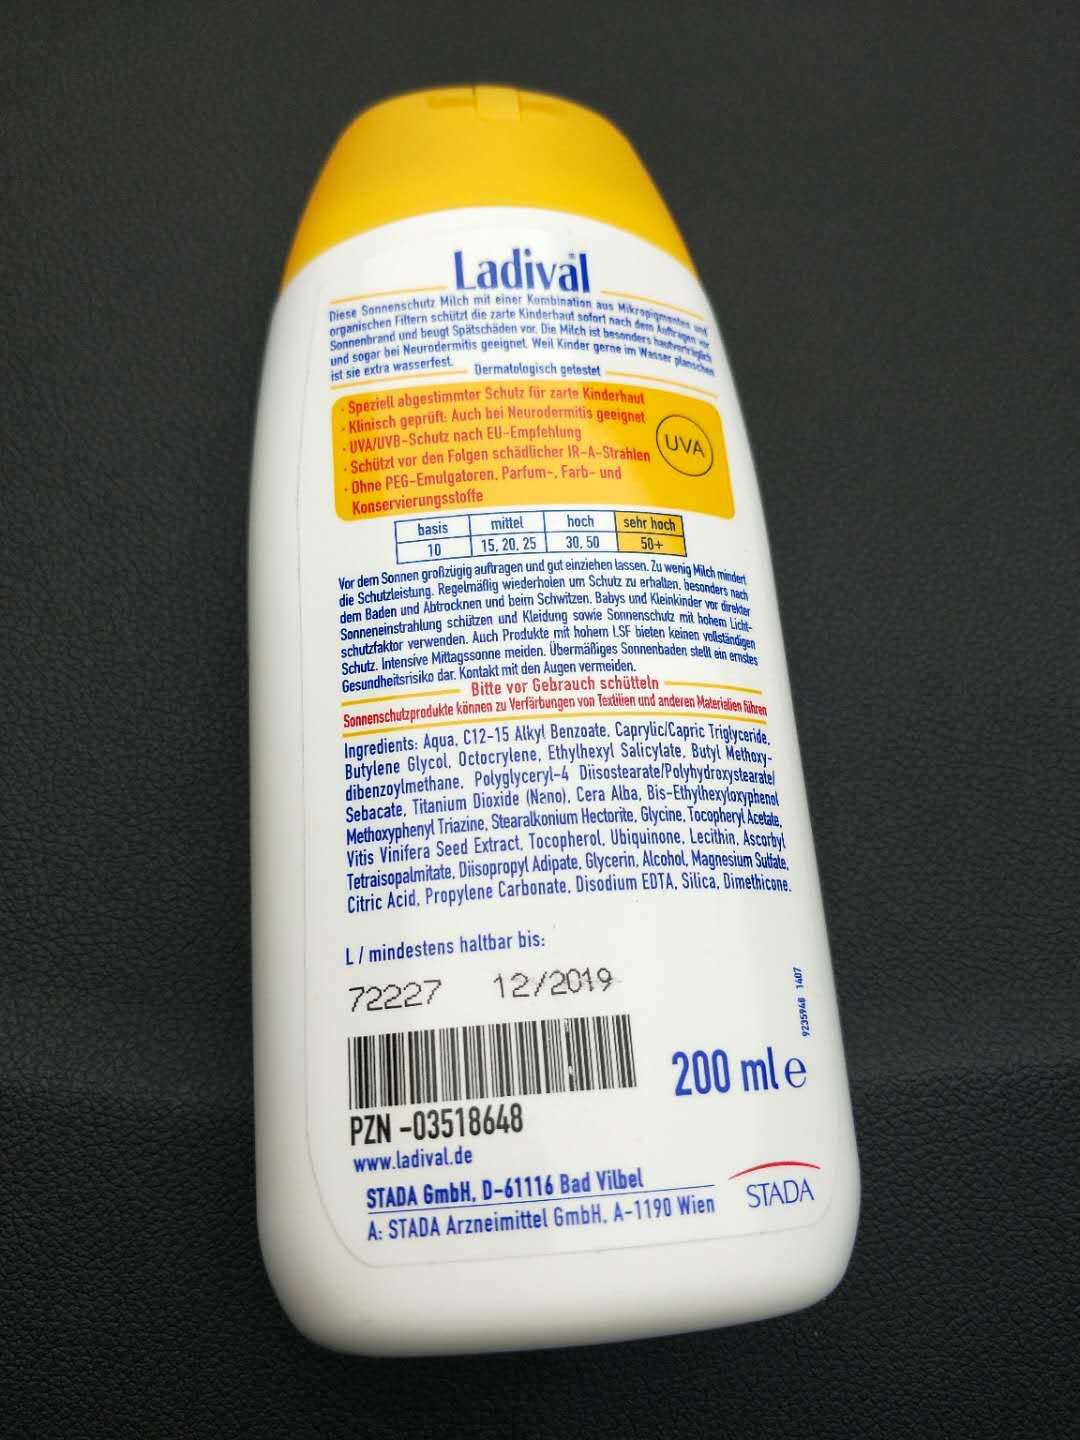 Ladival
Diese Sonnenschutz Milch mit einer Kombination aus Mikropigmenten und
organischen Filtern schützt die zarte Kinderhaut sofort nach dem Auftragen vor
Sonnenbrand und beugt Spätschäden vor. Die Milch ist besonders hautverträglich
und sogar bei Neurodermitis geeignet. Weil Kinder gerne im Wasser planschen
ist sie extra wasserfest.
Dermatologisch getestet
· Speziell abgestimmter Schutz für zarte Kinderhaut
· Klinisch geprüft: Auch bei Neurodermitis geeignet
· UVA/UVB-Schutz nach EU-Empfehlung
· Schützt vor den Folgen schädlicher IR-A-Strahlen
· Ohne PEG-Emulgatoren, Parfum-, Farb- und
Konservierungsstoffe
UVA
basis mittel hoch sehr hoch
10 15, 20, 25 30, 50 50+
Vor dem Sonnen großzügig auftragen und gut einziehen lassen. Zu wenig Milch mindert
die Schutzleistung. Regelmäßig wiederholen um Schutz zu erhalten, besonders nach
dem Baden und Abtrocknen und beim Schwitzen. Babys und Kleinkinder vor direkter
Sonneneinstrahlung schützen und Kleidung sowie Sonnenschutz mit hohem Licht-
schutzfaktor verwenden. Auch Produkte mit hohem LSF bieten keinen vollständigen
Schutz. Intensive Mittagssonne meiden. Übermäßiges Sonnenbaden stellt ein ernstes
Gesundheitsrisiko dar. Kontakt mit den Augen vermeiden.
Bitte vor Gebrauch schütteln
Sonnenschutzprodukte können zu Verfärbungen von Textilien und anderen Materialien führen
Ingredients: Aqua, C12-15 Alkyl Benzoate, Caprylic/Capric Triglyceride,
Butylene Glycol, Octocrylene, Ethylhexyl Salicylate, Butyl Methoxy-
dibenzoylmethane, Polyglyceryl-4 Diisostearate/Polyhydroxystearate/
Sebacate, Titanium Dioxide (Nano), Cera Alba, Bis-Ethylhexyloxyphenol
Methoxyphenyl Triazine, Stearalkonium Hectorite, Glycine, Tocopheryl Acetate,
Vitis Vinifera Seed Extract, Tocopherol, Ubiquinone, Lecithin, Ascorbyl
Tetraisopalmitate, Diisopropyl Adipate, Glycerin, Alcohol, Magnesium Sulfate,
Citric Acid, Propylene Carbonate, Disodium EDTA, Silica, Dimethicone.
L / mindestens haltbar bis:
72227 12/2019
9235948 1407
200 ml e
PZN -03518648
www.ladival.de
STADA GmbH, D-61116 Bad Vilbel
A: STADA Arzneimittel GmbH, A-1190 Wien
STADA